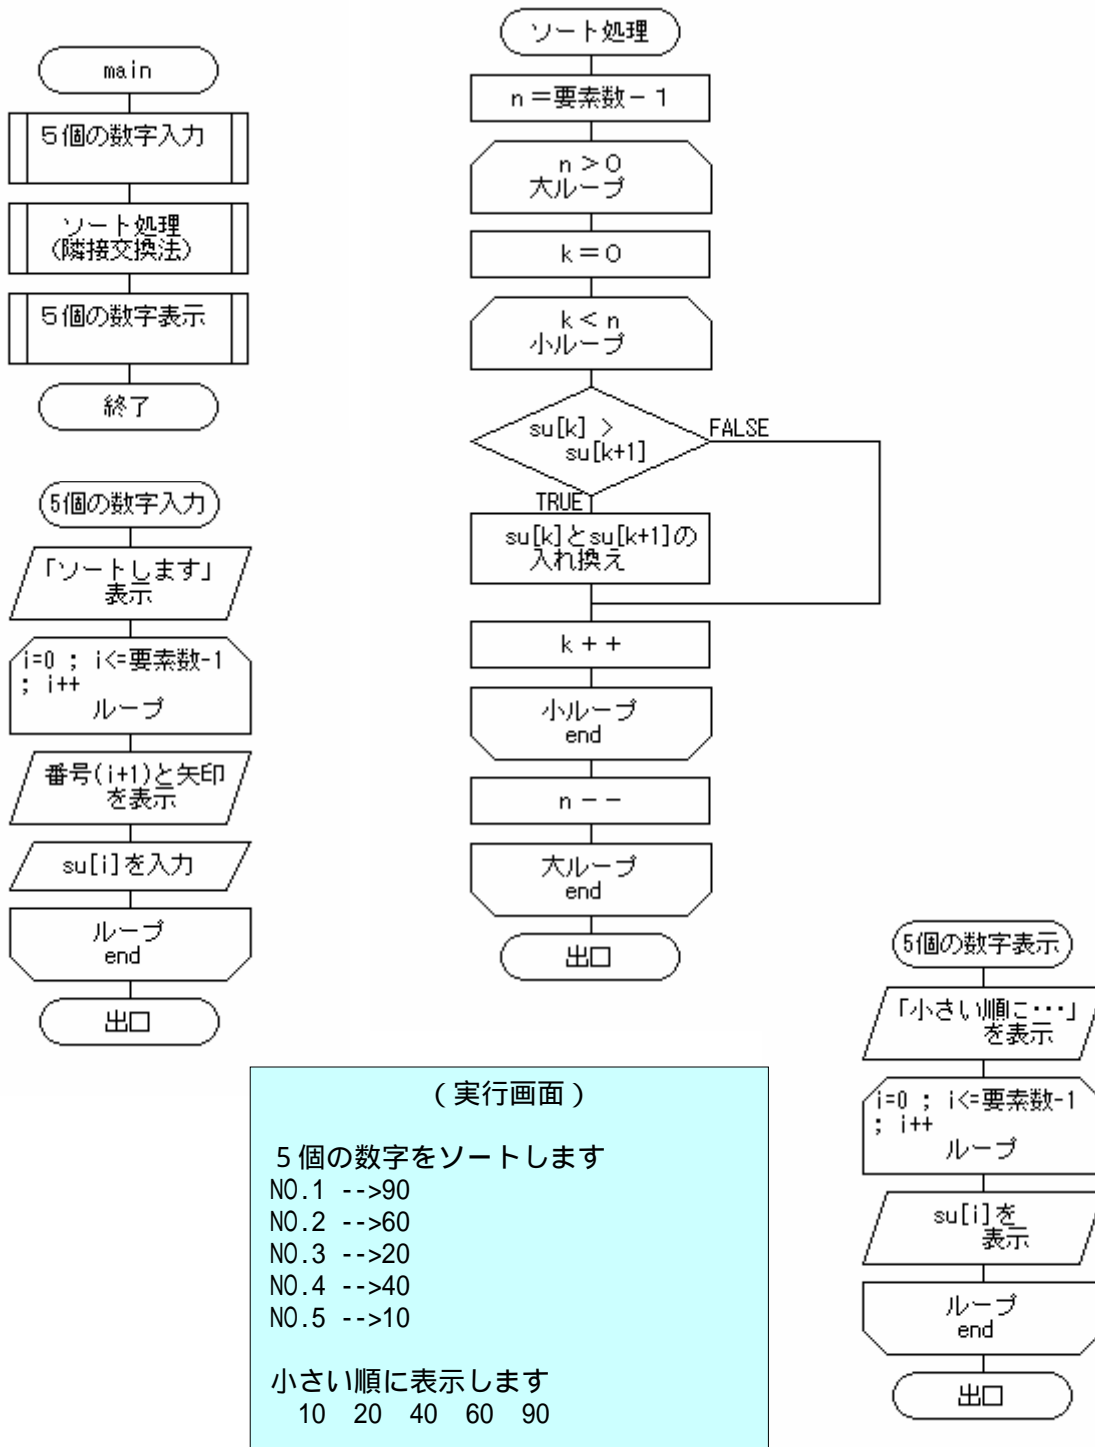 main
５個の数字入力
ソート処理
(隣接交換法)
５個の数字表示
終了
5個の数字入力
「ソートします」
表示
i=0 ; i<=要素数-1
; i++
ループ
番号(i+1)と矢印
を表示
su[i]を入力
ループ
end
出口
ソート処理
ｎ＝要素数－１
ｎ＞０
大ループ
ｋ＝０
ｋ＜ｎ
小ループ
su[k] ＞
su[k+1]
FALSE
TRUE
su[k]とsu[k+1]の
入れ換え
ｋ＋＋
小ループ
end
ｎ－－
大ループ
end
出口
5個の数字表示
「小さい順に･･･」
を表示
i=0 ; i<=要素数-1
; i++
ループ
su[i]を
表示
ループ
end
出口
（実行画面）
５個の数字をソートします
NO.1 -->90
NO.2 -->60
NO.3 -->20
NO.4 -->40
NO.5 -->10
小さい順に表示します
10 20 40 60 90